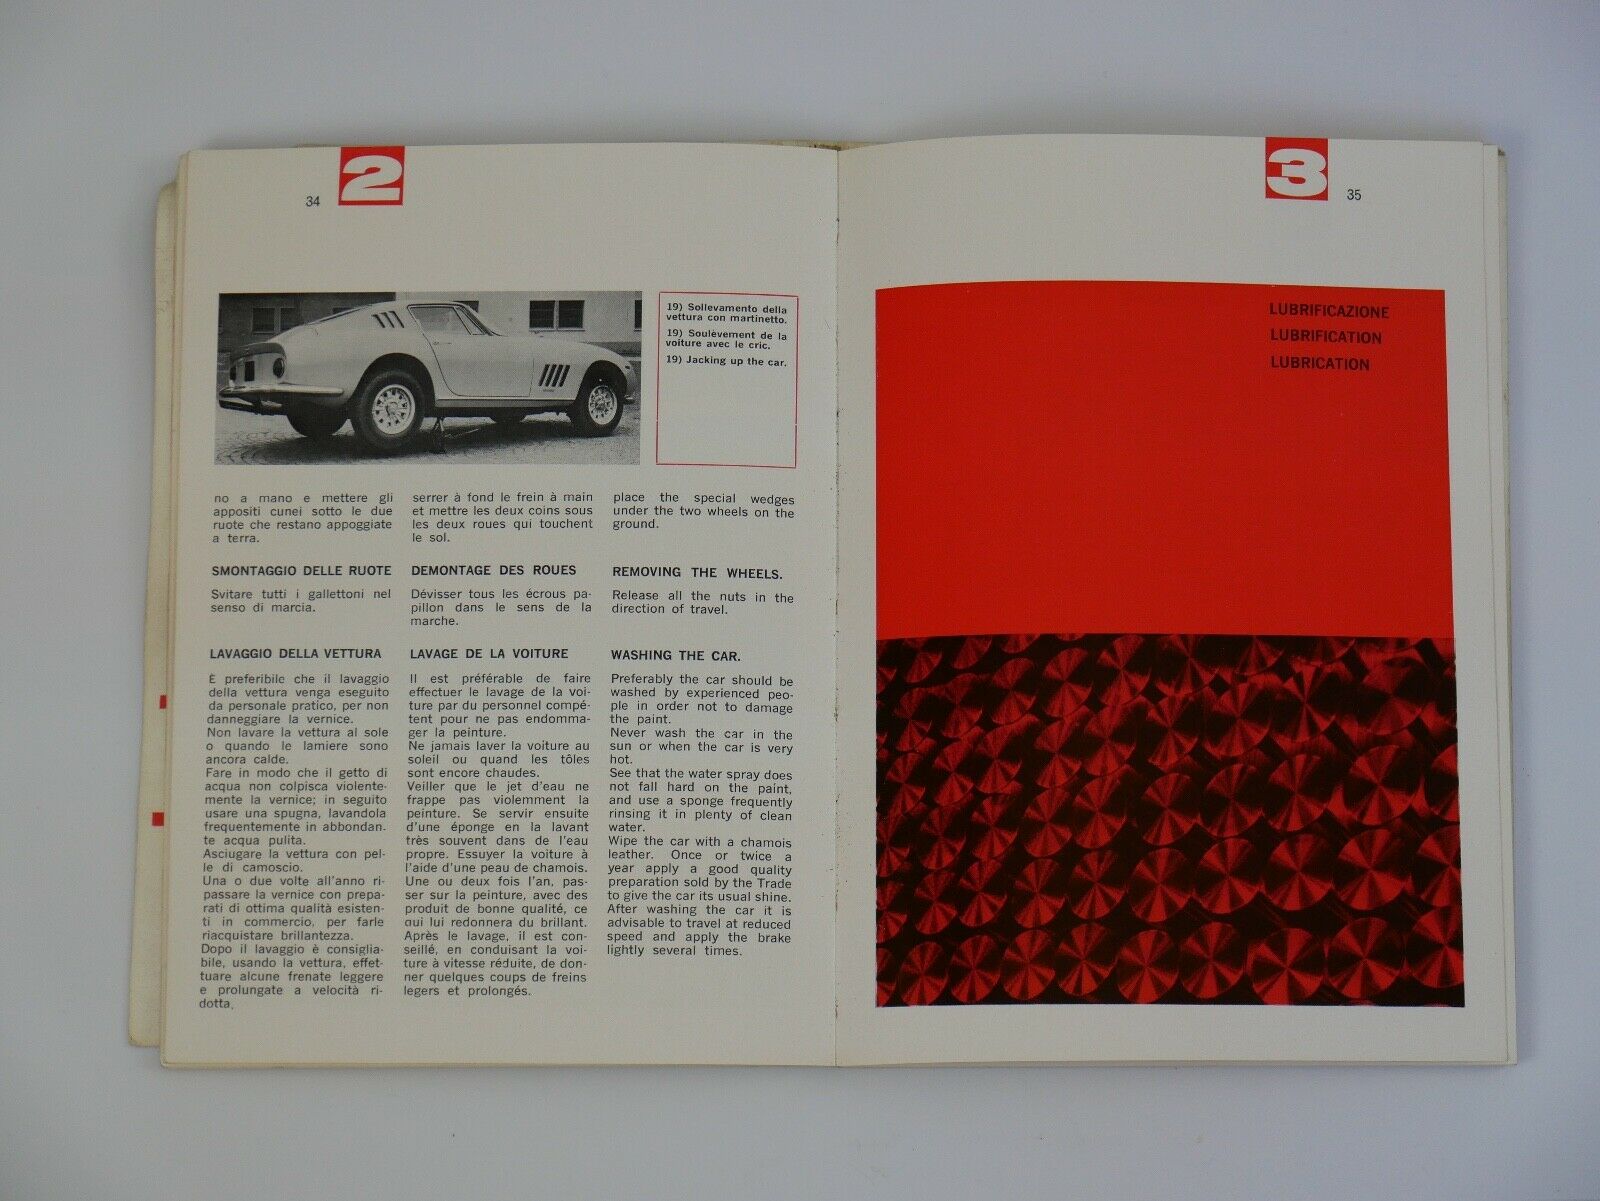 34
2
19) Sollevamento della
vettura con martinetto.
19) Soulèvement de la
voiture avec le cric.
19) Jacking up the car.
no a mano e mettere gli
appositi cunei sotto le due
ruote che restano appoggiate
a terra.
SMONTAGGIO DELLE RUOTE
Svitare tutti i gallettoni nel
senso di marcia.
LAVAGGIO DELLA VETTURA
È preferibile che il lavaggio
della vettura venga eseguito
da personale pratico, per non
danneggiare la vernice.
Non lavare la vettura al sole
o quando le lamiere sono
ancora calde.
Fare in modo che il getto di
acqua non colpisca violente-
mente la vernice; in seguito
usare una spugna, lavandola
frequentemente in abbondan-
te acqua pulita.
Asciugare la vettura con pel-
le di camoscio.
Una o due volte all'anno ri-
passare la vernice con prepa-
rati di ottima qualità esisten-
ti in commercio, per farle
riacquistare brillantezza.
Dopo il lavaggio è consiglia-
bile, usando la vettura, effet-
tuare alcune frenate leggere
e prolungate a velocità ri-
dotta.
serrer à fond le frein à main
et mettre les deux coins sous
les deux roues qui touchent
le sol.
DEMONTAGE DES ROUES
Dévisser tous les écrous pa-
pillon dans le sens de la
marche.
LAVAGE DE LA VOITURE
Il est préférable de faire
effectuer le lavage de la voi-
ture par du personnel compé-
tent pour ne pas endomma-
ger la peinture.
Ne jamais laver la voiture au
soleil ou quand les tôles
sont encore chaudes.
Veiller que le jet d'eau ne
frappe pas violemment la
peinture. Se servir ensuite
d'une éponge en la lavant
très souvent dans de l'eau
propre. Essuyer la voiture à
l'aide d'une peau de chamois.
Une ou deux fois l'an, pas-
ser sur la peinture, avec des
produit de bonne qualité, ce
qui lui redonnera du brillant.
Après le lavage, il est con-
seillé, en conduisant la voi-
ture à vitesse réduite, de don-
ner quelques coups de freins
legers et prolongés.
place the special wedges
under the two wheels on the
ground.
REMOVING THE WHEELS.
Release all the nuts in the
direction of travel.
WASHING THE CAR.
Preferably the car should be
washed by experienced peo-
ple in order not to damage
the paint.
Never wash the car in the
sun or when the car is very
hot.
See that the water spray does
not fall hard on the paint,
and use a sponge frequently
rinsing it in plenty of clean
water.
Wipe the car with a chamois
leather. Once or twice a
year apply a good quality
preparation sold by the Trade
to give the car its usual shine.
After washing the car it is
advisable to travel at reduced
speed and apply the brake
lightly several times.
3
35
LUBRIFICAZIONE
LUBRIFICATION
LUBRICATION